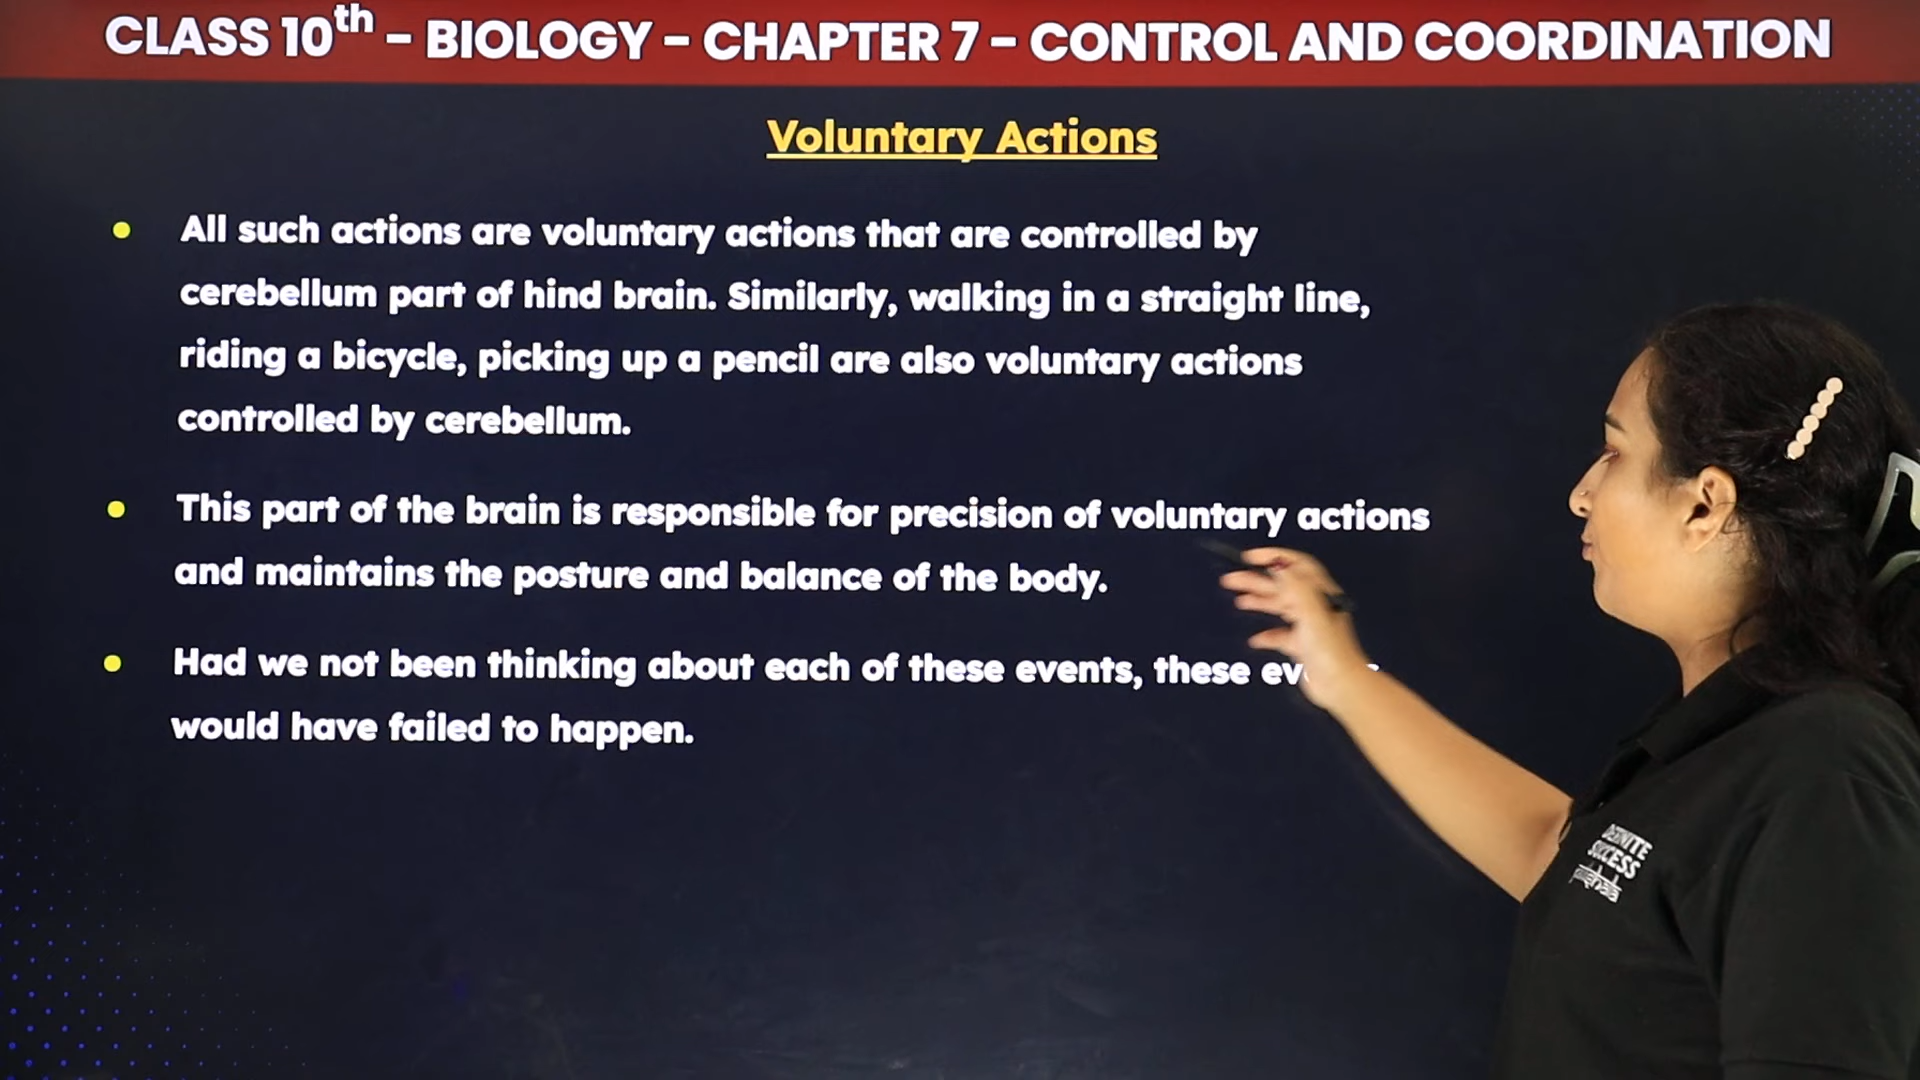 CLASS 10th - BIOLOGY - CHAPTER 7 - CONTROL AND COORDINATION
Voluntary Actions
• All such actions are voluntary actions that are controlled by
cerebellum part of hind brain. Similarly, walking in a straight line,
riding a bicycle, picking up a pencil are also voluntary actions
controlled by cerebellum.
• This part of the brain is responsible for precision of voluntary actions
and maintains the posture and balance of the body.
• Had we not been thinking about each of these events, these
would have failed to happen.
DEFINITE
SUCCESS